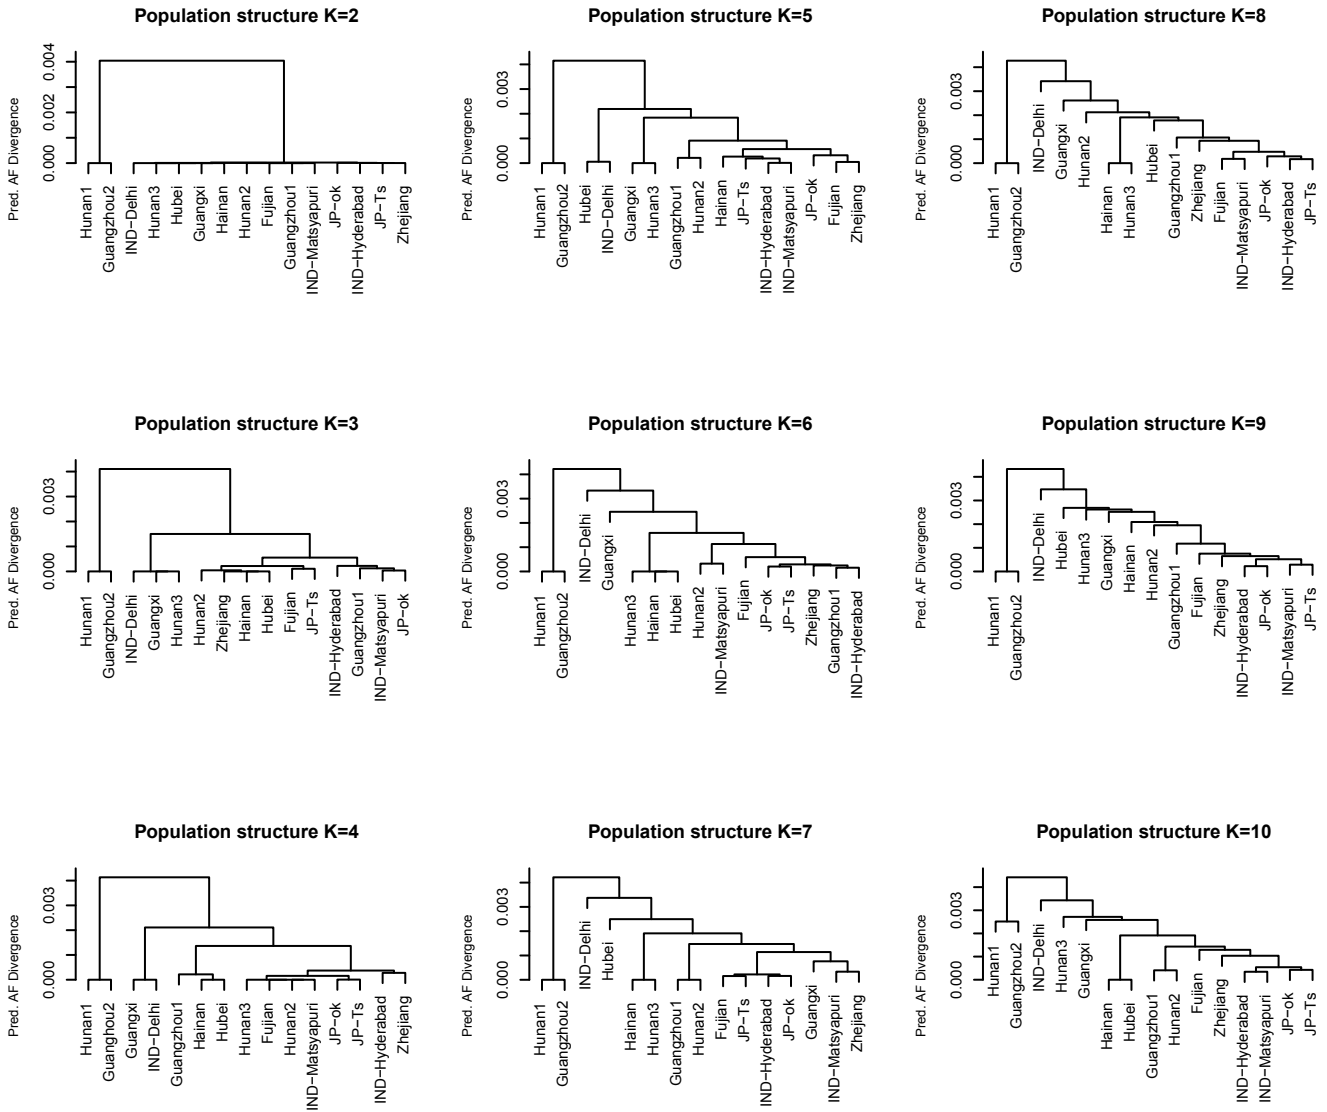 Population structure K=2
Pred. AF Divergence
0.000
0.002
0.004
Hunan1
Guangzhou2
IND−Delhi
Hunan3
Hubei
Guangxi
Hainan
Hunan2
Fujian
Guangzhou1
IND−Matsyapuri
JP−ok
IND−Hyderabad
JP−Ts
Zhejiang
Population structure K=5
Pred. AF Divergence
0.000
0.003
Hunan1
Guangzhou2
Hubei
IND−Delhi
Guangxi
Hunan3
Guangzhou1
Hunan2
Hainan
JP−Ts
IND−Hyderabad
IND−Matsyapuri
JP−ok
Fujian
Zhejiang
Population structure K=8
Pred. AF Divergence
0.000
0.003
Hunan1
Guangzhou2
IND−Delhi
Guangxi
Hunan2
Hainan
Hunan3
Hubei
Guangzhou1
Zhejiang
Fujian
IND−Matsyapuri
JP−ok
IND−Hyderabad
JP−Ts
Population structure K=3
Pred. AF Divergence
0.000
0.003
Hunan1
Guangzhou2
IND−Delhi
Guangxi
Hunan3
Hunan2
Zhejiang
Hainan
Hubei
Fujian
JP−Ts
IND−Hyderabad
Guangzhou1
IND−Matsyapuri
JP−ok
Population structure K=6
Pred. AF Divergence
0.000
0.003
Hunan1
Guangzhou2
IND−Delhi
Guangxi
Hunan3
Hainan
Hubei
Hunan2
IND−Matsyapuri
Fujian
JP−ok
JP−Ts
Zhejiang
Guangzhou1
IND−Hyderabad
Population structure K=9
Pred. AF Divergence
0.000
0.003
Hunan1
Guangzhou2
IND−Delhi
Hubei
Hunan3
Guangxi
Hainan
Hunan2
Guangzhou1
Fujian
Zhejiang
IND−Hyderabad
JP−ok
IND−Matsyapuri
JP−Ts
Population structure K=4
Pred. AF Divergence
0.000
0.003
Hunan1
Guanghou2
Guangxi
IND−Delhi
Guangzhou1
Hainan
Hubei
Hunan3
Fujian
Hunan2
IND−Matsyapuri
JP−ok
JP−Ts
IND−Hyderabad
Zhejiang
Population structure K=7
Pred. AF Divergence
0.000
0.003
Hunan1
Guangzhou2
IND−Delhi
Hubei
Hainan
Hunan3
Guangzhou1
Hunan2
Fujian
JP−Ts
IND−Hyderabad
JP−ok
Guangxi
IND−Matsyapuri
Zhejiang
Population structure K=10
Pred. AF Divergence
0.000
0.003
Hunan1
Guangzhou2
IND−Delhi
Hunan3
Guangxi
Hainan
Hubei
Guangzhou1
Hunan2
Fujian
Zhejiang
IND−Hyderabad
IND−Matsyapuri
JP−ok
JP−Ts